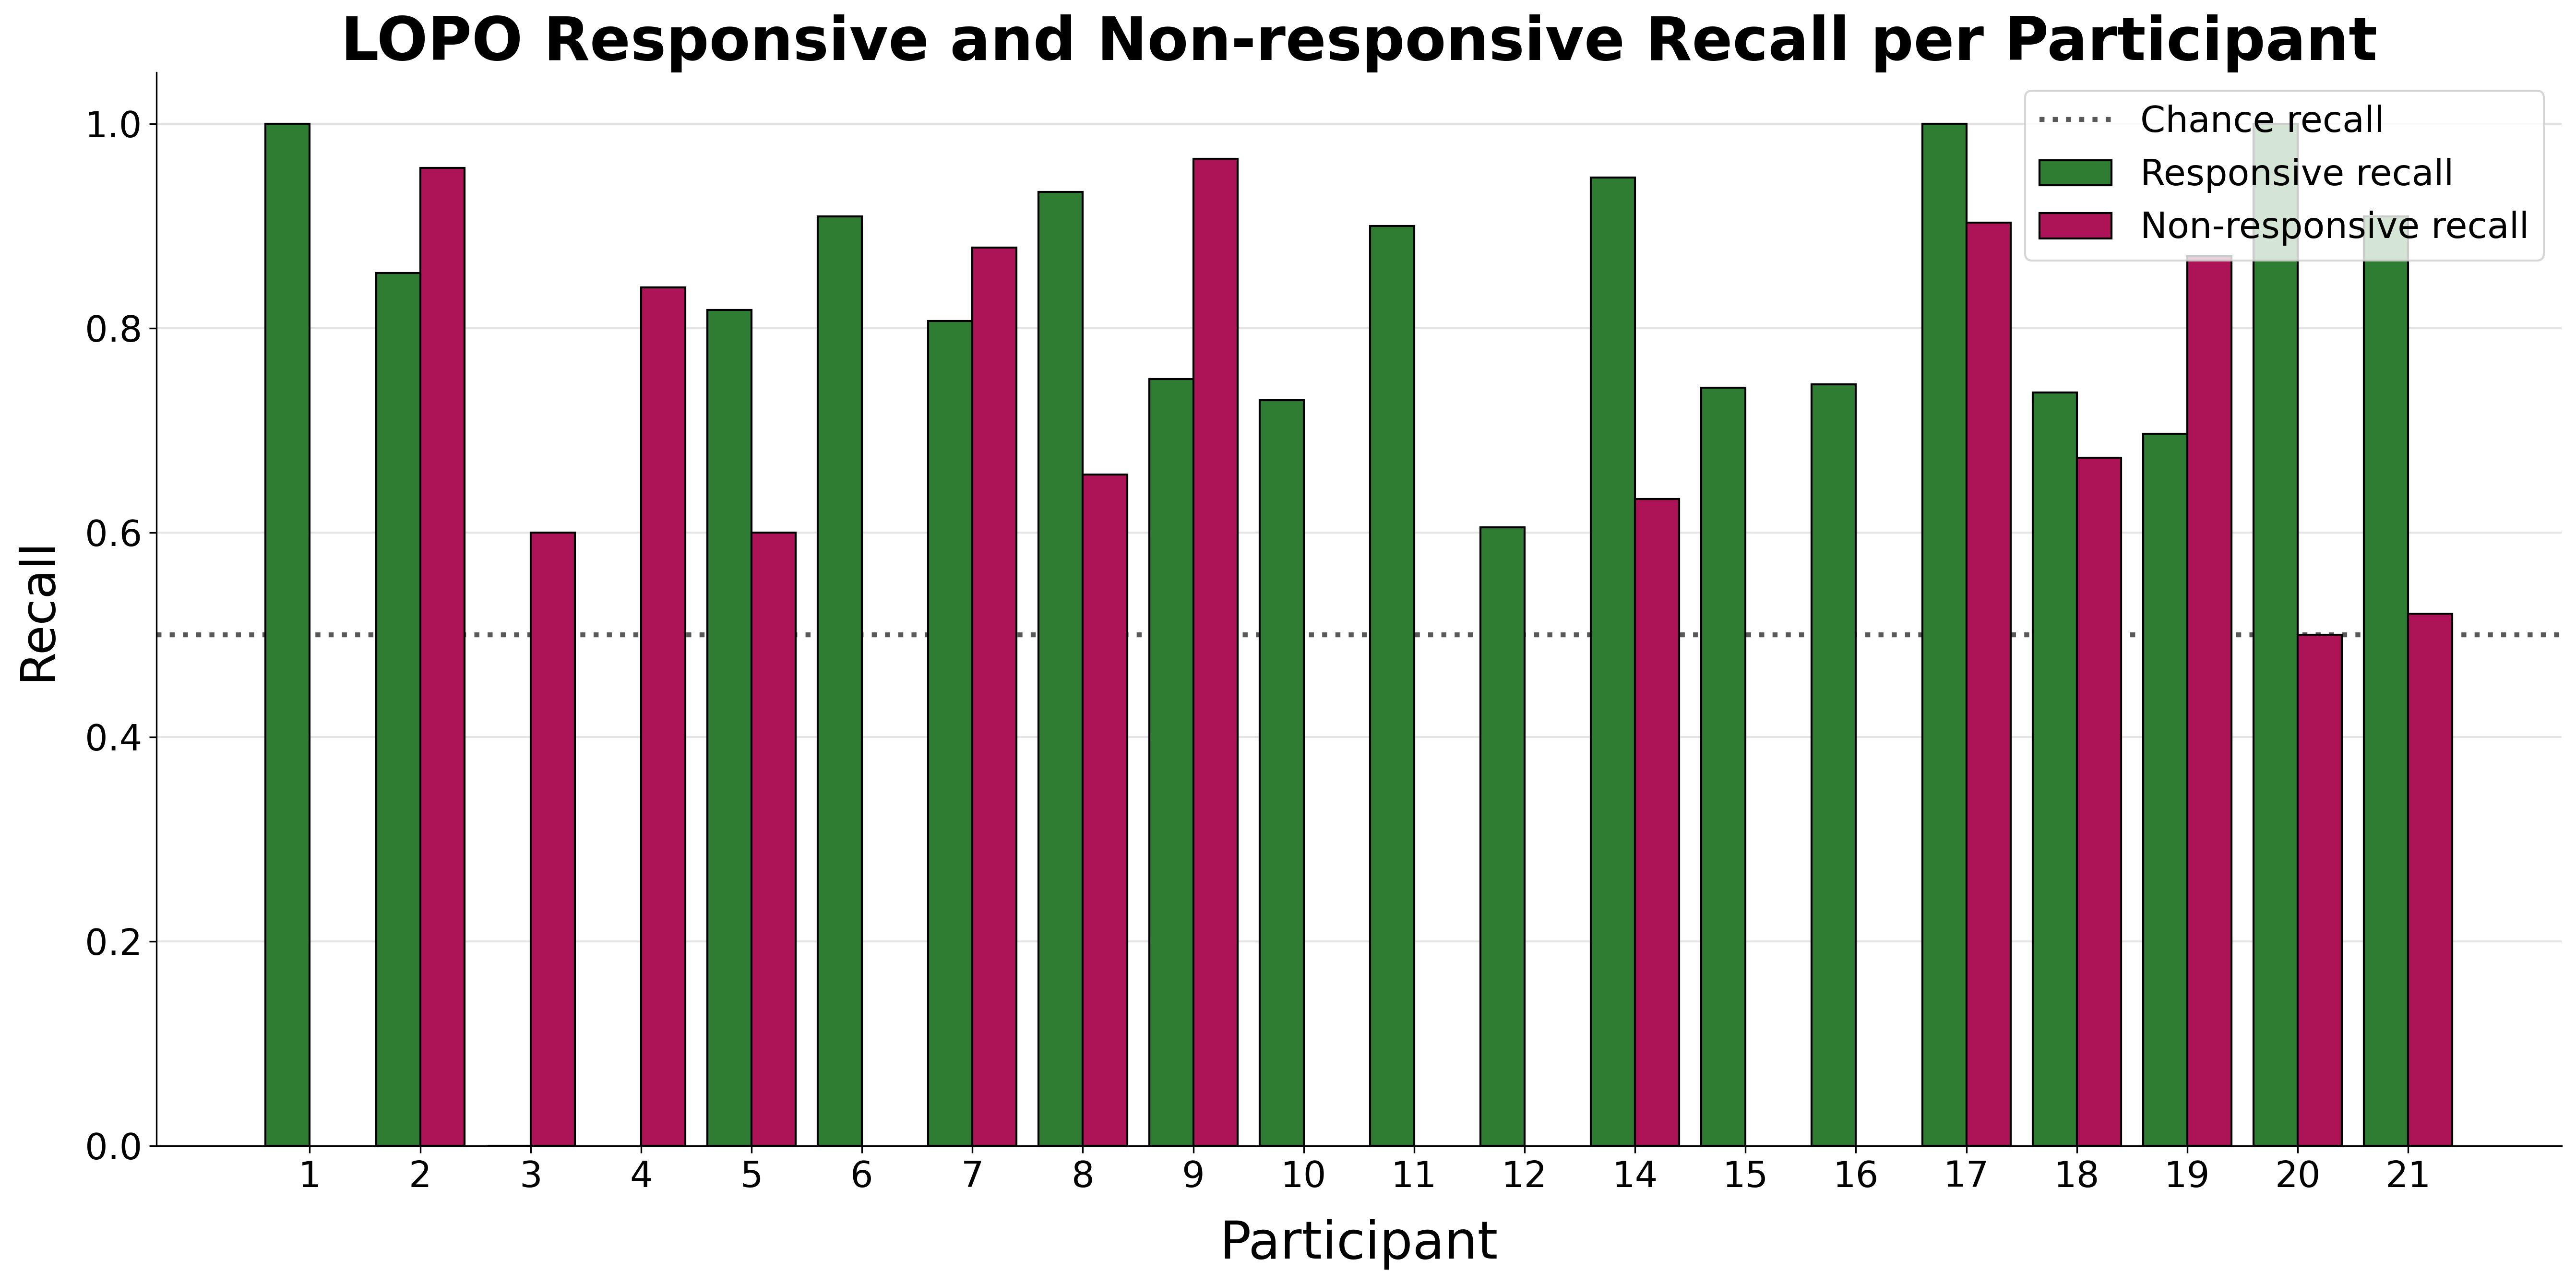 LOPO Responsive and Non-responsive Recall per Participant
Chance recall
Responsive recall
Non-responsive recall
1.0
0.8
0.6
0.4
0.2
0.0
Recall
1 2 3 4 5 6 7 8 9 10 11 12 14 15 16 17 18 19 20 21
Participant